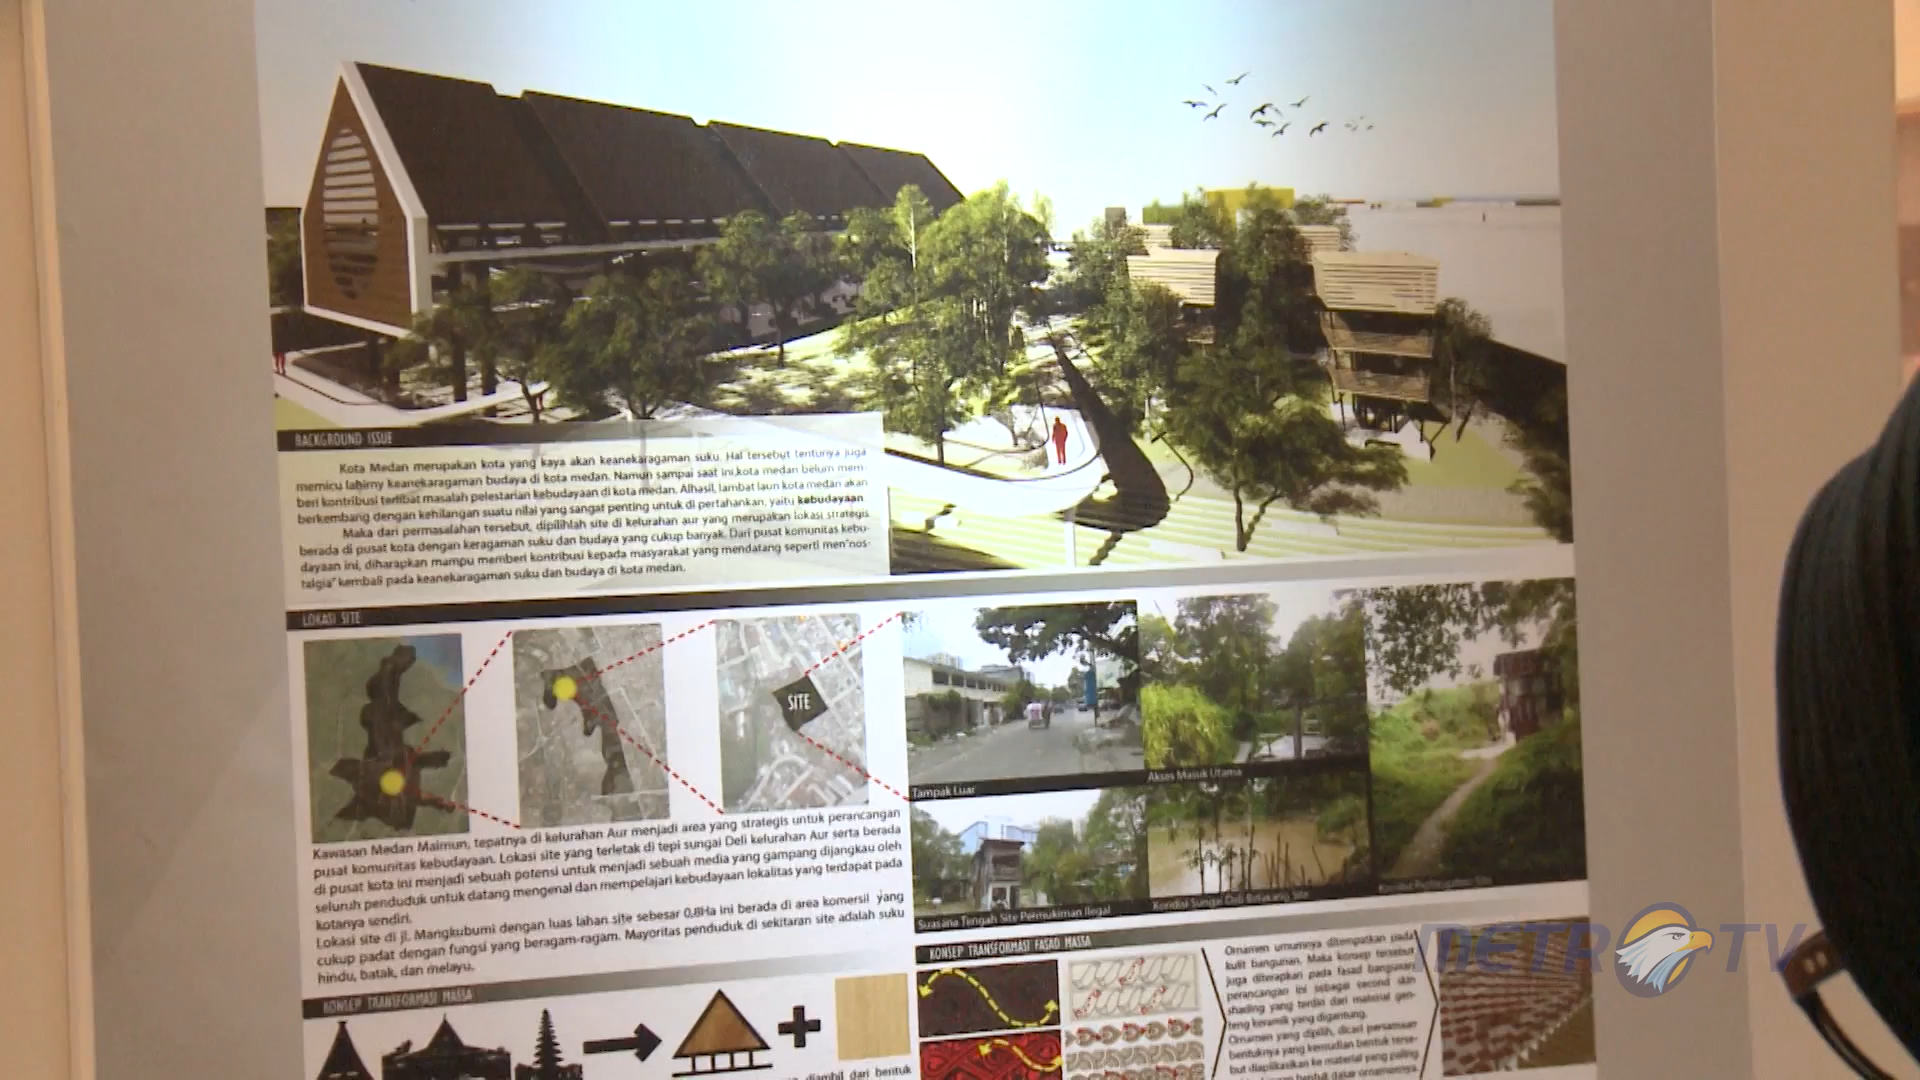 BACKGROUND ISSUE
Kota Medan merupakan kota yang kaya akan keanekaragaman suku. Hal tersebut tentunya juga
memicu lahirny keanekaragaman budaya di kota medan. Namun sampai saat ini,kota medan belum mem-
beri kontribusi terlibat masalah pelestarian kebudayaan di kota medan. Alhasil, lambat laun kota medan akan
berkembang dengan kehilangan suatu nilai yang sangat penting untuk di pertahankan, yaitu kebudayaan
Maka dari permasalahan tersebut, dipilihlah site di kelurahan aur yang merupakan lokasi strategis
berada di pusat kota dengan keragaman suku dan budaya yang cukup banyak. Dari pusat komunitas kebu-
dayaan ini, diharapkan mampu memberi kontribusi kepada masyarakat yang mendatang seperti men"nos-
talgia" kembali pada keanekaragaman suku dan budaya di kota medan.
LOKASI SITE
SITE
Kawasan Medan Maimun, tepatnya di kelurahan Aur menjadi area yang strategis untuk perancangan
pusat komunitas kebudayaan. Lokasi site yang terletak di tepi sungai Deli kelurahan Aur serta berada
di pusat kota ini menjadi sebuah potensi untuk menjadi sebuah media yang gampang dijangkau oleh
seluruh penduduk untuk datang mengenal dan mempelajari kebudayaan lokalitas yang terdapat pada
kotanya sendiri.
Lokasi site di jl. Mangkubumi dengan luas lahan site sebesar 0,8Ha ini berada di area komersil yang
cukup padat dengan fungsi yang beragam-ragam. Mayoritas penduduk di sekitaran site adalah suku
hindu, batak, dan melayu.
Tampak Luar
Akses Masuk Utama
Suasana Tengah Site Permukiman Ilegal
Kondisi Sungai Deli Belakang Site
KONSEP TRANSFORMASI MASSA
diambil dari bentuk
KONSEP TRANSFORMASI FASAD MASSA
Ornamen umumnya ditempatkan pada
kulit bangunan. Maka konsep tersebut
juga diterapkan pada fasad bangunan
perancangan ini sebagai second skin
shading yang terdiri dari material gen-
teng keramik yang digantung.
Ornamen yang dipilih, dicari persamaan
bentuknya yang kemudian bentuk terse-
but diaplikasikan ke material yang paling
bentuk dasar ornamennya.
METRO TV